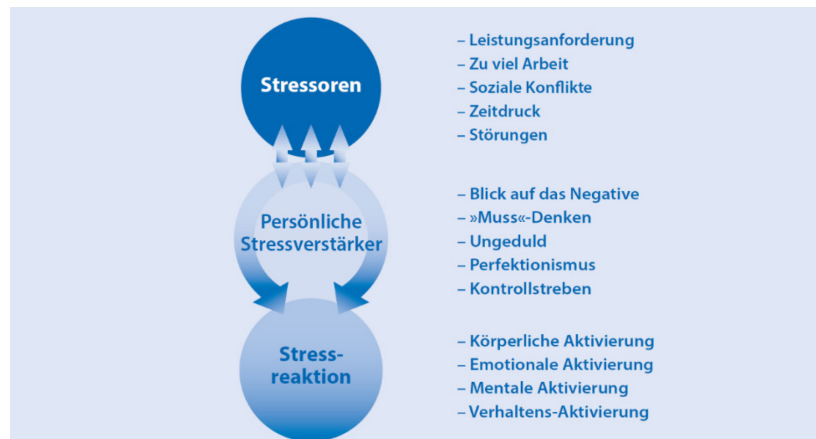 Stressoren
– Leistungsanforderung
– Zu viel Arbeit
– Soziale Konflikte
– Zeitdruck
– Störungen
Persönliche
Stressverstärker
– Blick auf das Negative
– »Muss«-Denken
– Ungeduld
– Perfektionismus
– Kontrollstreben
Stress-
reaktion
– Körperliche Aktivierung
– Emotionale Aktivierung
– Mentale Aktivierung
– Verhaltens-Aktivierung